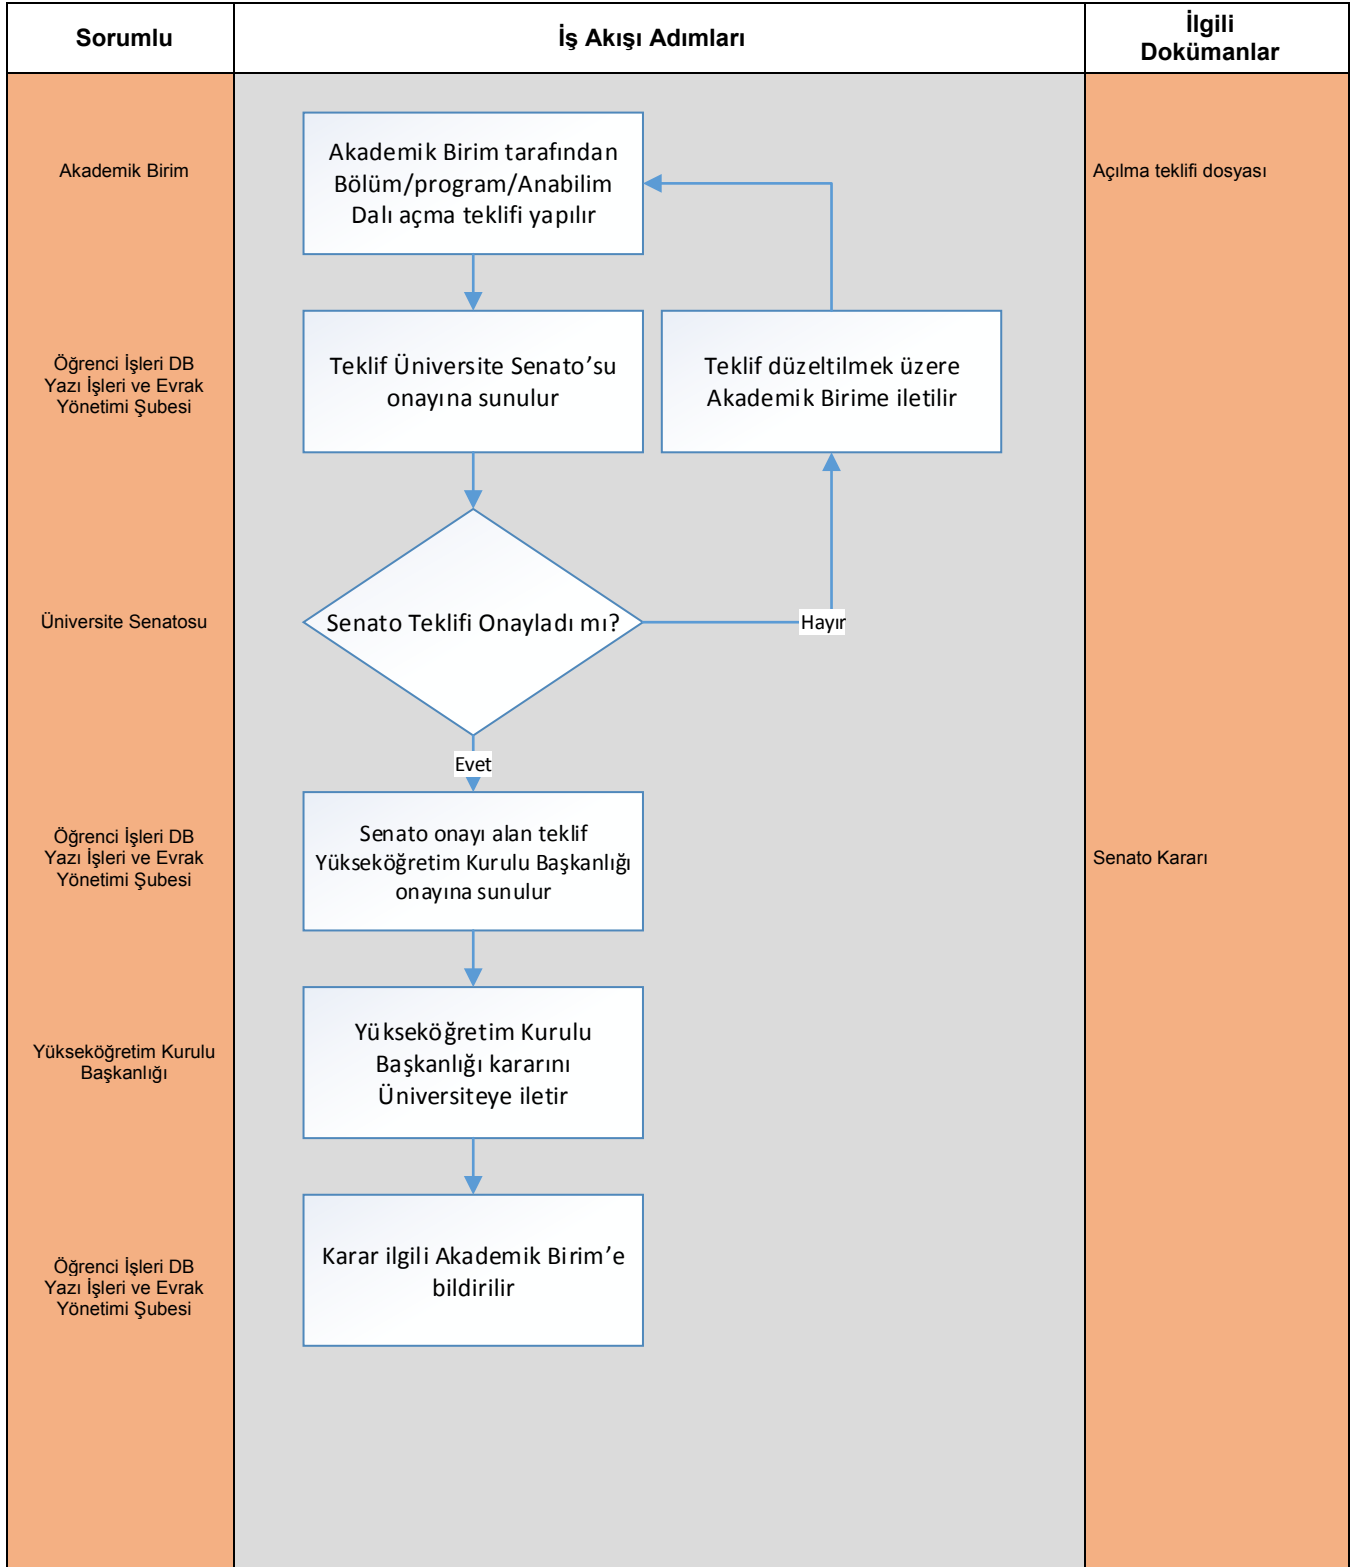 Sorumlu
İş Akışı Adımları
İlgili
Dokümanlar
Akademik Birim
Akademik Birim tarafından
Bölüm/program/Anabilim
Dalı açma teklifi yapılır
Açılma teklifi dosyası
Öğrenci İşleri DB
Yazı İşleri ve Evrak
Yönetimi Şubesi
Teklif Üniversite Senato’su
onayına sunulur
Teklif düzeltilmek üzere
Akademik Birime iletilir
Üniversite Senatosu
Senato Teklifi Onayladı mı?
Hayır
Evet
Öğrenci İşleri DB
Yazı İşleri ve Evrak
Yönetimi Şubesi
Senato onayı alan teklif
Yükseköğretim Kurulu Başkanlığı
onayına sunulur
Senato Kararı
Yükseköğretim Kurulu
Başkanlığı
Yükseköğretim Kurulu
Başkanlığı kararını
Üniversiteye iletir
Öğrenci İşleri DB
Yazı İşleri ve Evrak
Yönetimi Şubesi
Karar ilgili Akademik Birim’e
bildirilir